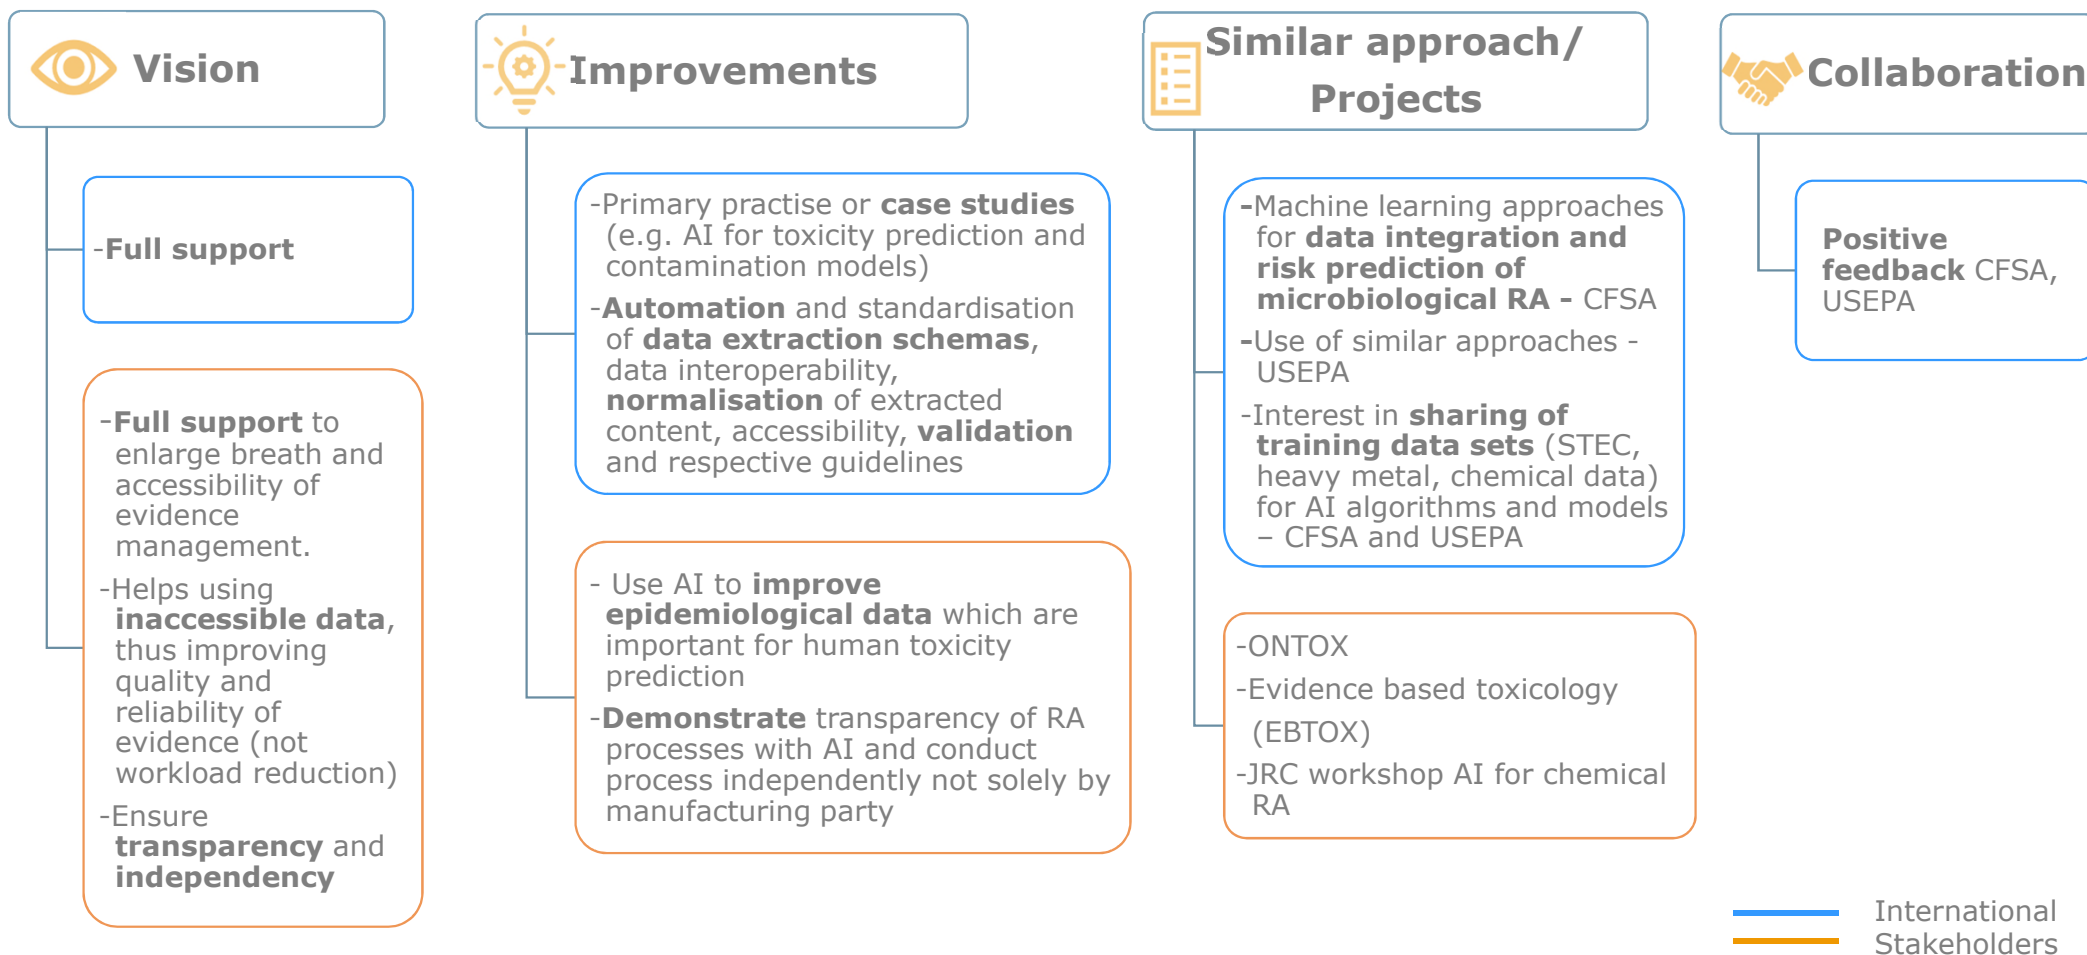 Vision
-Full support
-Full support to
enlarge breath and
accessibility of
evidence
management.
-Helps using
inaccessible data,
thus improving
quality and
reliability of
evidence (not
workload reduction)
-Ensure
transparency and
independency
Improvements
-Primary practise or case studies
(e.g. AI for toxicity prediction and
contamination models)
-Automation and standardisation
of data extraction schemas,
data interoperability,
normalisation of extracted
content, accessibility, validation
and respective guidelines
- Use AI to improve
epidemiological data which are
important for human toxicity
prediction
-Demonstrate transparency of RA
processes with AI and conduct
process independently not solely by
manufacturing party
Similar approach/
Projects
-Machine learning approaches
for data integration and
risk prediction of
microbiological RA - CFSA
-Use of similar approaches -
USEPA
-Interest in sharing of
training data sets (STEC,
heavy metal, chemical data)
for AI algorithms and models
– CFSA and USEPA
-ONTOX
-Evidence based toxicology
(EBTOX)
-JRC workshop AI for chemical
RA
Collaboration
Positive
feedback CFSA,
USEPA
International
Stakeholders